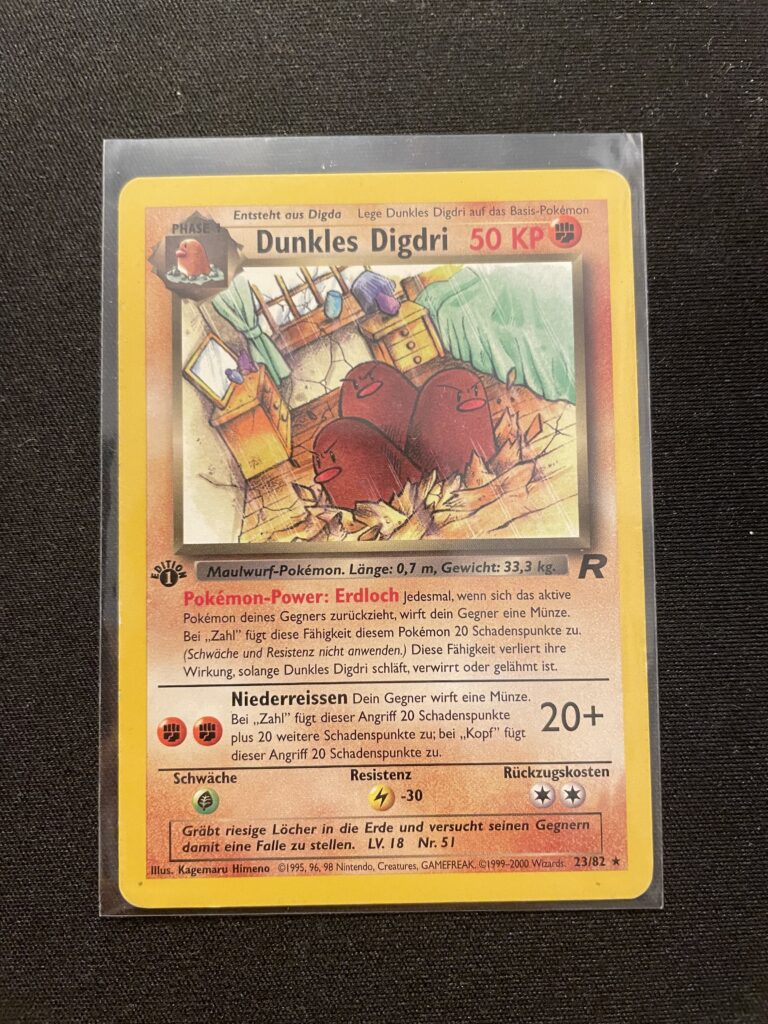 Entsteht aus Digda Lege Dunkles Digdri auf das Basis-Pokémon
PHASE 1
Dunkles Digdri 50 KP
EDITION 1
Maulwurf-Pokémon. Länge: 0,7 m, Gewicht: 33,3 kg.
R
Pokémon-Power: Erdloch Jedesmal, wenn sich das aktive
Pokémon deines Gegners zurückzieht, wirft dein Gegner eine Münze.
Bei „Zahl" fügt diese Fähigkeit diesem Pokémon 20 Schadenspunkte zu.
(Schwäche und Resistenz nicht anwenden.) Diese Fähigkeit verliert ihre
Wirkung, solange Dunkles Digdri schläft, verwirrt oder gelähmt ist.
Niederreissen Dein Gegner wirft eine Münze.
Bei „Zahl" fügt dieser Angriff 20 Schadenspunkte
plus 20 weitere Schadenspunkte zu; bei „Kopf" fügt
dieser Angriff 20 Schadenspunkte zu.
20+
Schwäche Resistenz Rückzugskosten
-30
Gräbt riesige Löcher in die Erde und versucht seinen Gegnern
damit eine Falle zu stellen. LV. 18 Nr. 51
Illus. Kagemaru Himeno ©1995, 96, 98 Nintendo, Creatures, GAMEFREAK. ©1999-2000 Wizards. 23/82 ★